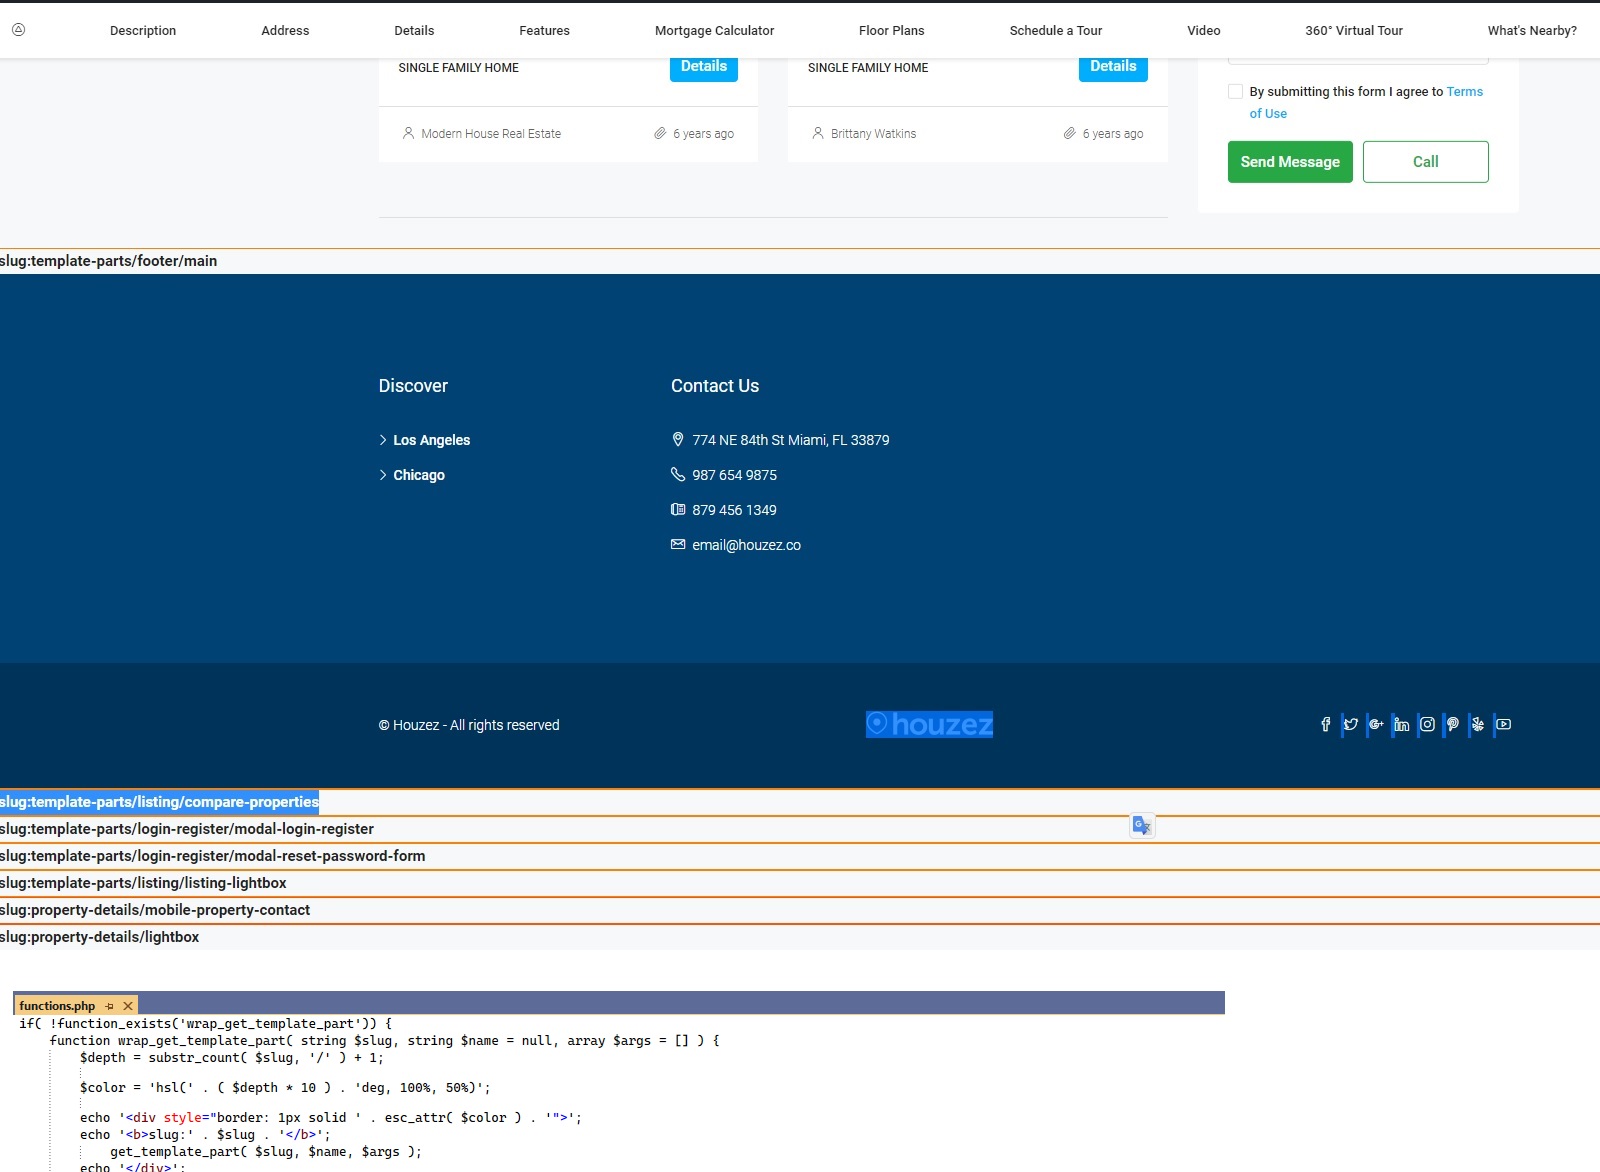 Description Address Details Features Mortgage Calculator Floor Plans Schedule a Tour Video 360° Virtual Tour What's Nearby?
SINGLE FAMILY HOME Details
Modern House Real Estate 6 years ago
SINGLE FAMILY HOME Details
Brittany Watkins 6 years ago
By submitting this form I agree to Terms
of Use
Send Message Call
slug:template-parts/footer/main
Discover
Los Angeles
Chicago
Contact Us
774 NE 84th St Miami, FL 33879
987 654 9875
879 456 1349
email@houzez.co
© Houzez - All rights reserved
houzez
slug:template-parts/listing/compare-properties
slug:template-parts/login-register/modal-login-register
slug:template-parts/login-register/modal-reset-password-form
slug:template-parts/listing/listing-lightbox
slug:property-details/mobile-property-contact
slug:property-details/lightbox
functions.php
if( !function_exists('wrap_get_template_part')) {
function wrap_get_template_part( string $slug, string $name = null, array $args = [] ) {
$depth = substr_count( $slug, '/' ) + 1;
$color = 'hsl(' . ( $depth * 10 ) . 'deg, 100%, 50%)';
echo '<div style="border: 1px solid ' . esc_attr( $color ) . '">';
echo '<b>slug:' . $slug . '</b>';
get_template_part( $slug, $name, $args );
echo '</div>';